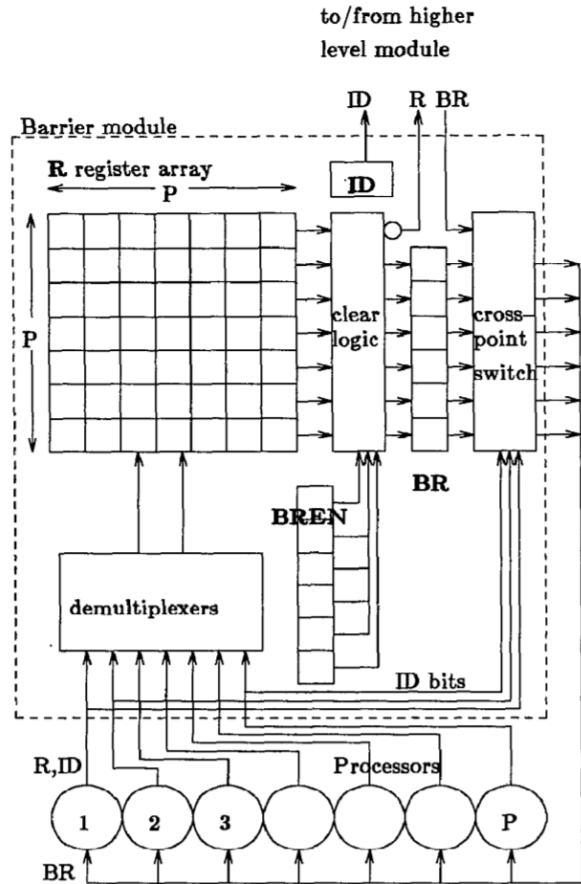 to/from higher
level module
ID
R
BR
Barrier module
R register array
P
ID
P
clear
logic
cross-
point
switch
BR
BREN
demultiplexers
ID bits
R,ID
Processors
1
2
3
P
BR